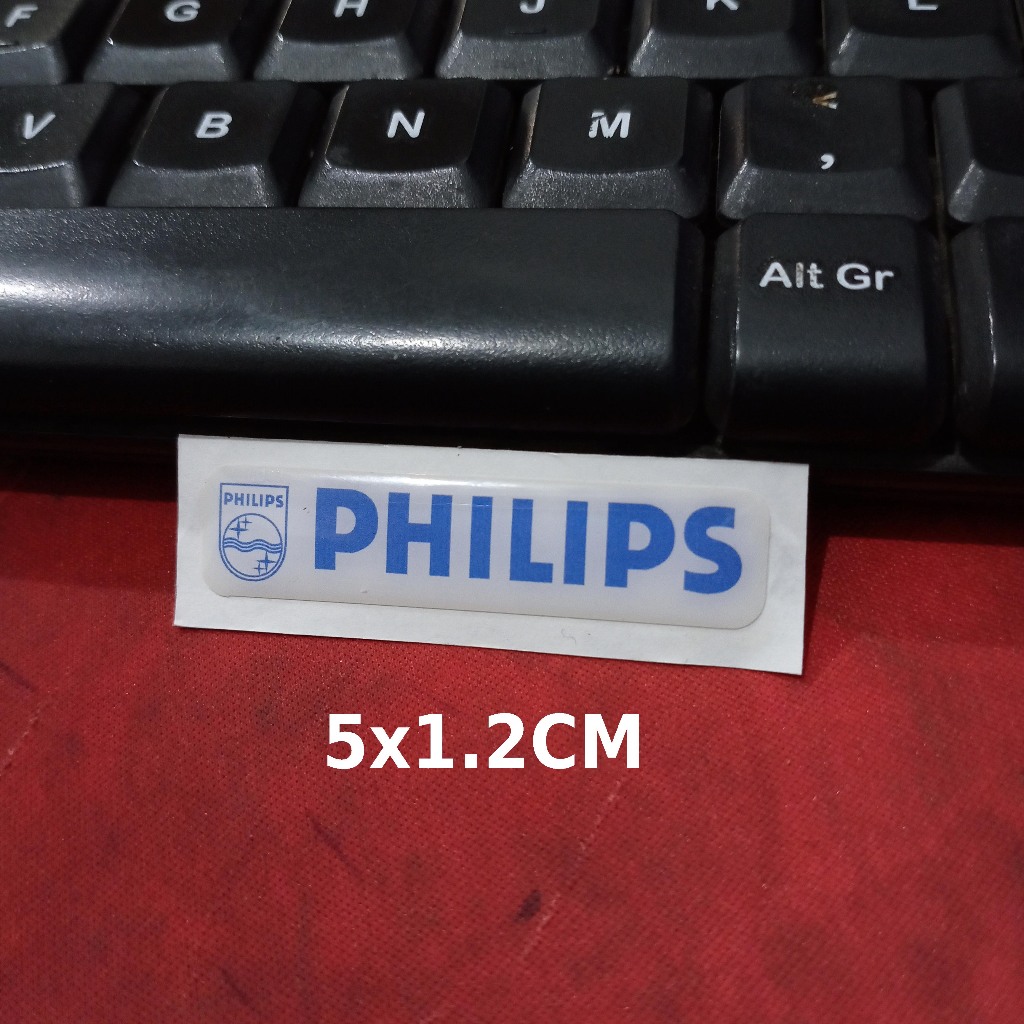 F G H J K L
V B N M ,
Alt Gr
PHILIPS PHILIPS
5x1.2CM